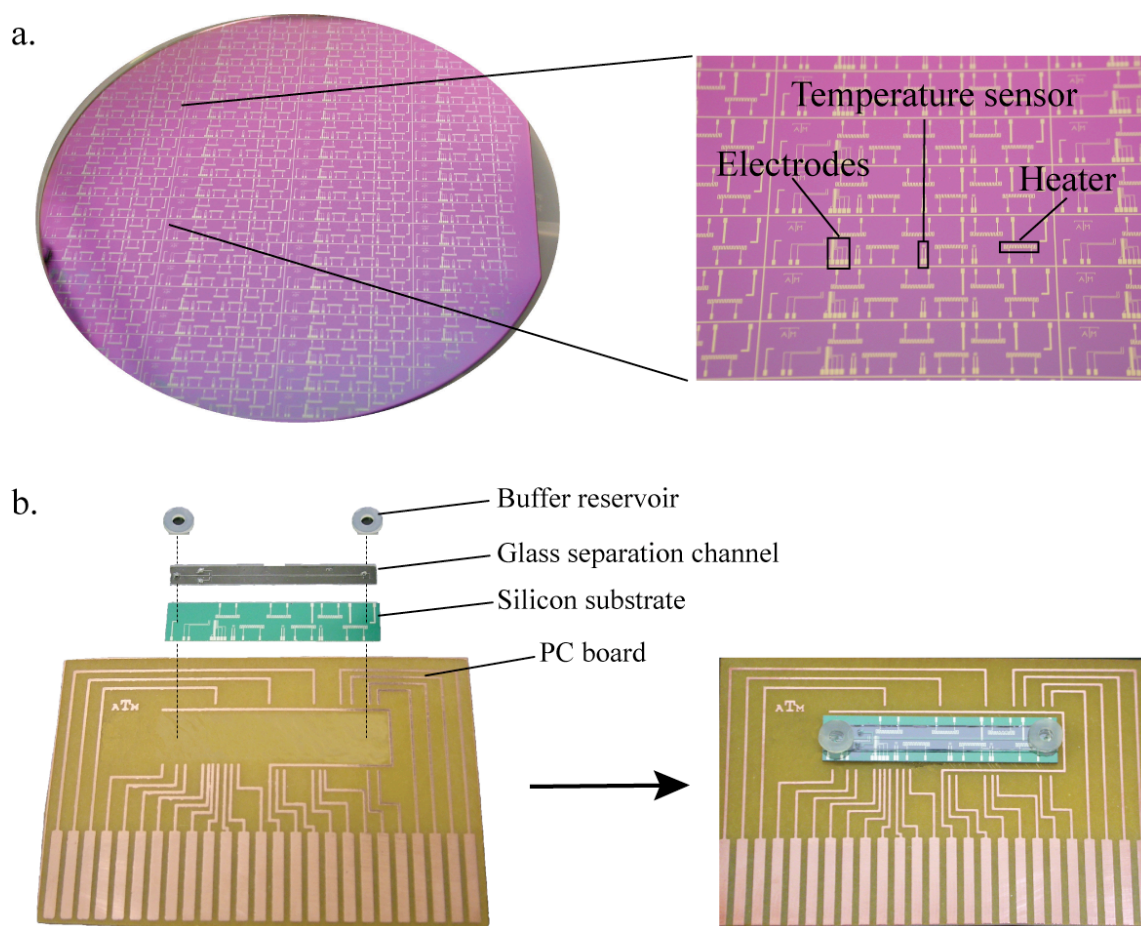 a.
Temperature sensor
Electrodes
Heater
A|M
A|M
A|M
A|M
A|M
A|M
b.
Buffer reservoir
Glass separation channel
Silicon substrate
PC board
ATM
ATM